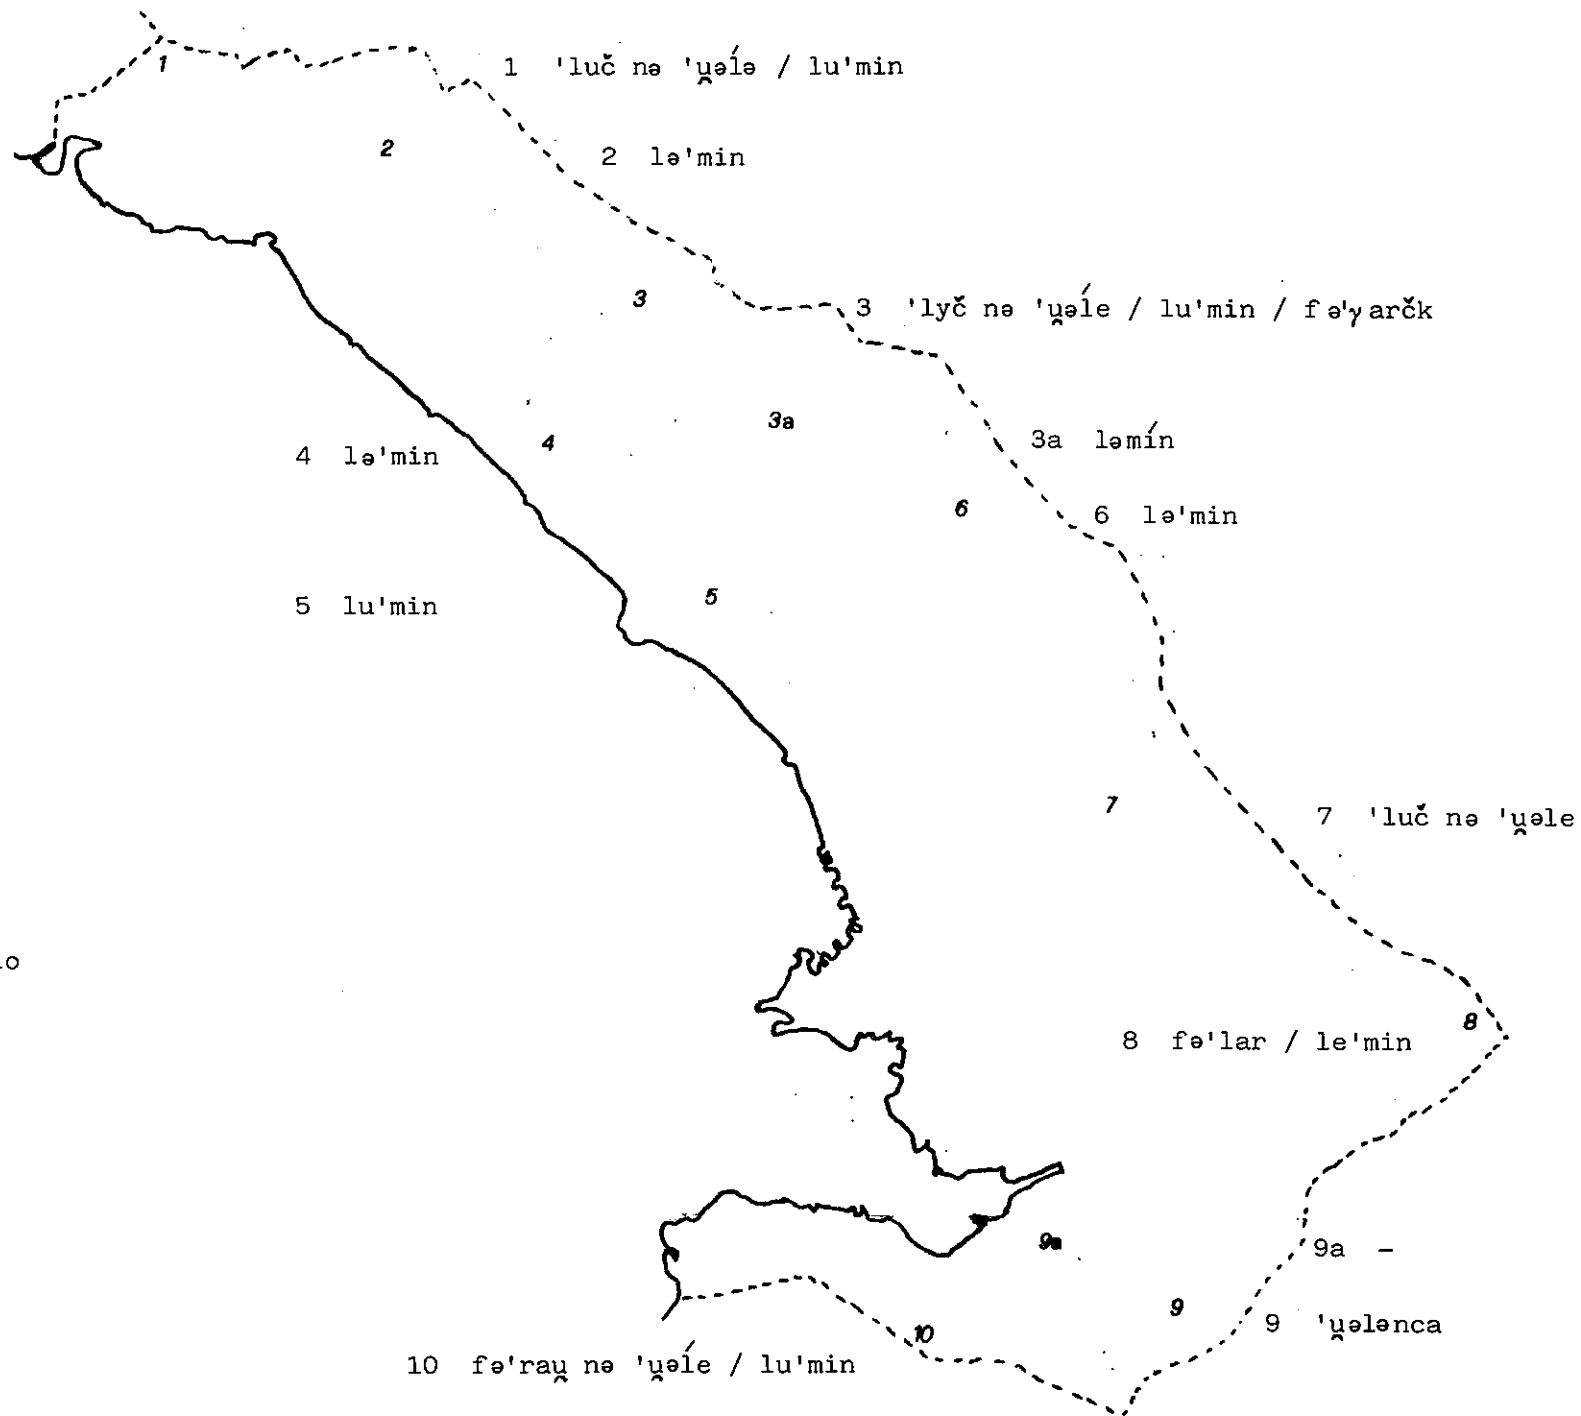 1
1 'luč nə 'u̯əĺə / lu'min
2
2 lə'min
3
3 'lyč nə 'u̯əĺe / lu'min / fə'γarčk
3a
3a ləmín
4
4 lə'min
6
6 lə'min
5
5 lu'min
7
7 'luč nə 'u̯əle
8
8 fə'lar / le'min
9a
9a –
9
9 'u̯ələnca
10
10 fə'rau̯ nə 'u̯əĺe / lu'min